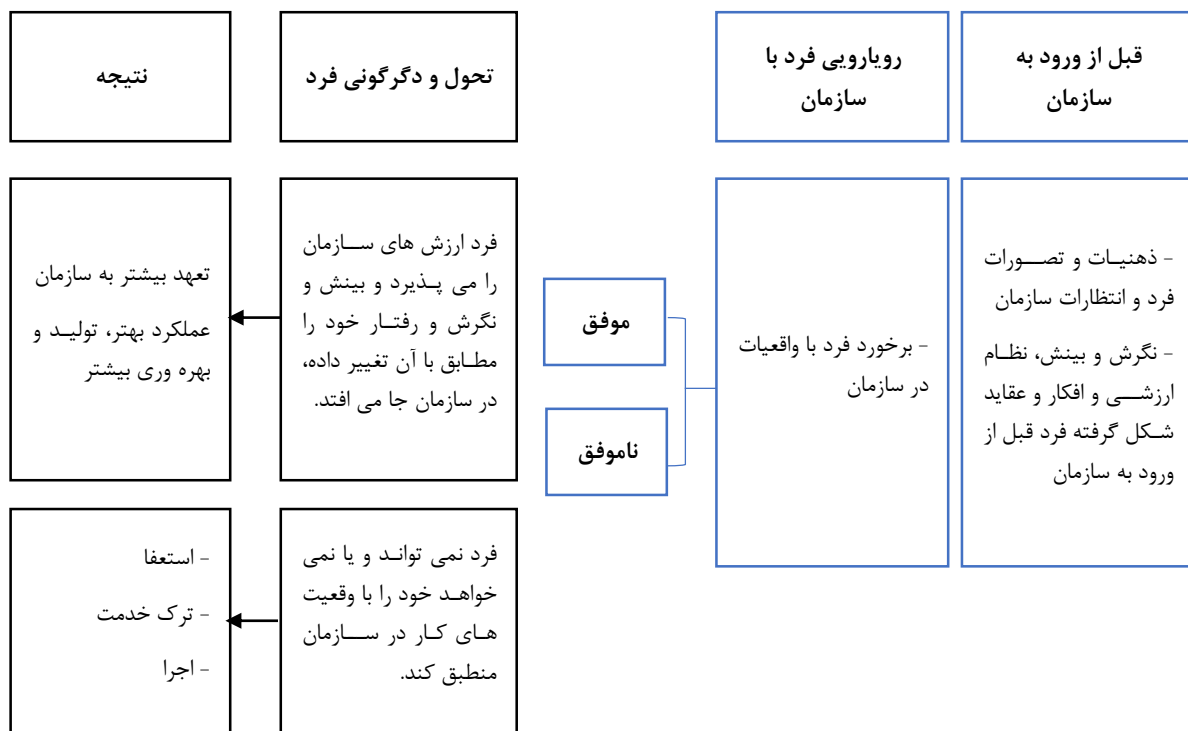 قبل از ورود به
سازمان
رویارویی فرد با
سازمان
تحول و دگرگونی فرد
نتیجه
- ذهنیات و تصورات
فرد و انتظارات سازمان
- نگرش و بینش، نظام
ارزشی و افکار و عقاید
شکل گرفته فرد قبل از
ورود به سازمان
- برخورد فرد با واقعیات
در سازمان
موفق
ناموفق
فرد ارزش های سازمان
را می پذیرد و بینش و
نگرش و رفتار خود را
مطابق با آن تغییر داده،
در سازمان جا می افتد.
تعهد بیشتر به سازمان
عملکرد بهتر، تولید و
بهره وری بیشتر
فرد نمی تواند و یا نمی
خواهد خود را با وقعیت
های کار در سازمان
منطبق کند.
- استعفا
- ترک خدمت
- اجرا